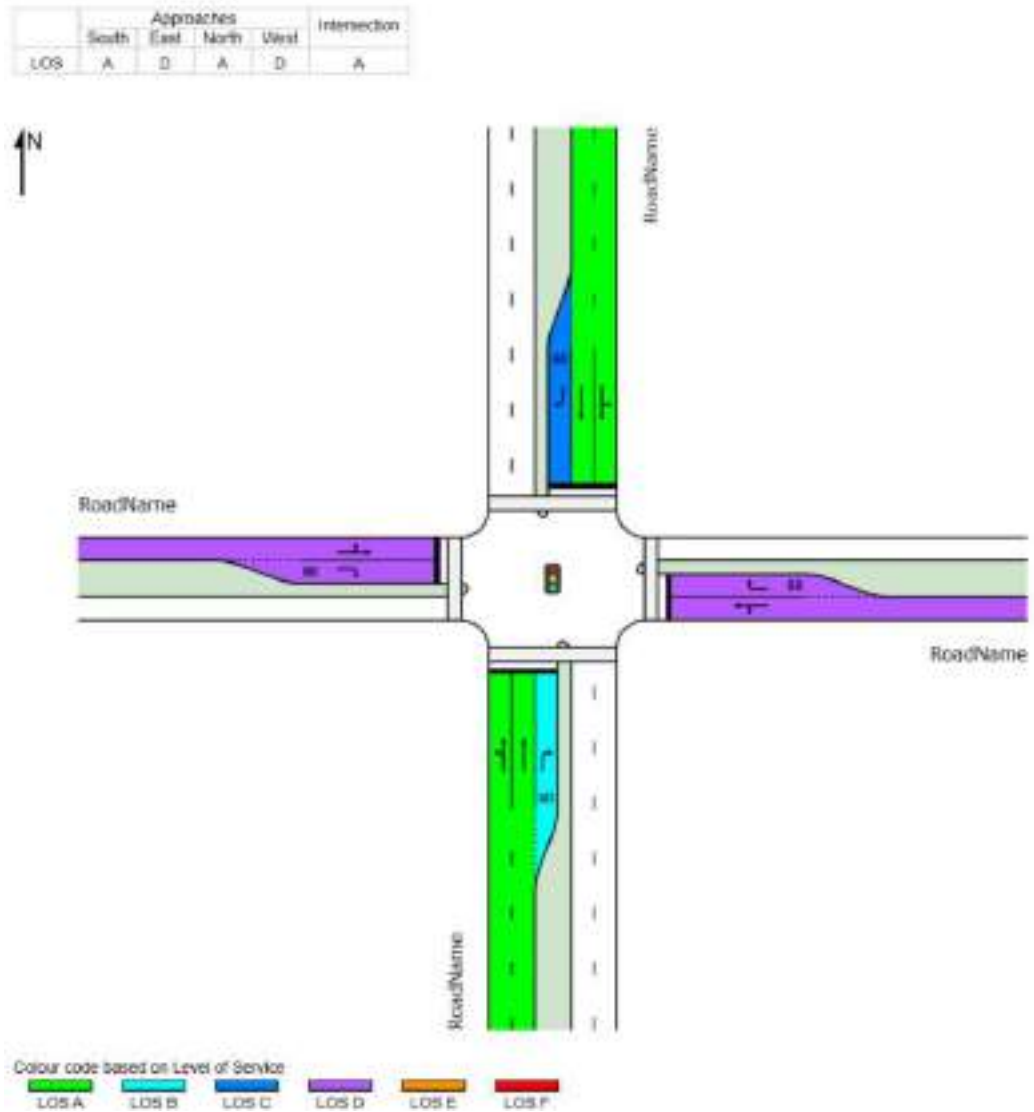 Approaches
Intersection
South East North West
LOS A D A D A
N
RoadName
RoadName
RoadName
RoadName
Colour code based on Level of Service
LOS A LOS B LOS C LOS D LOS E LOS F